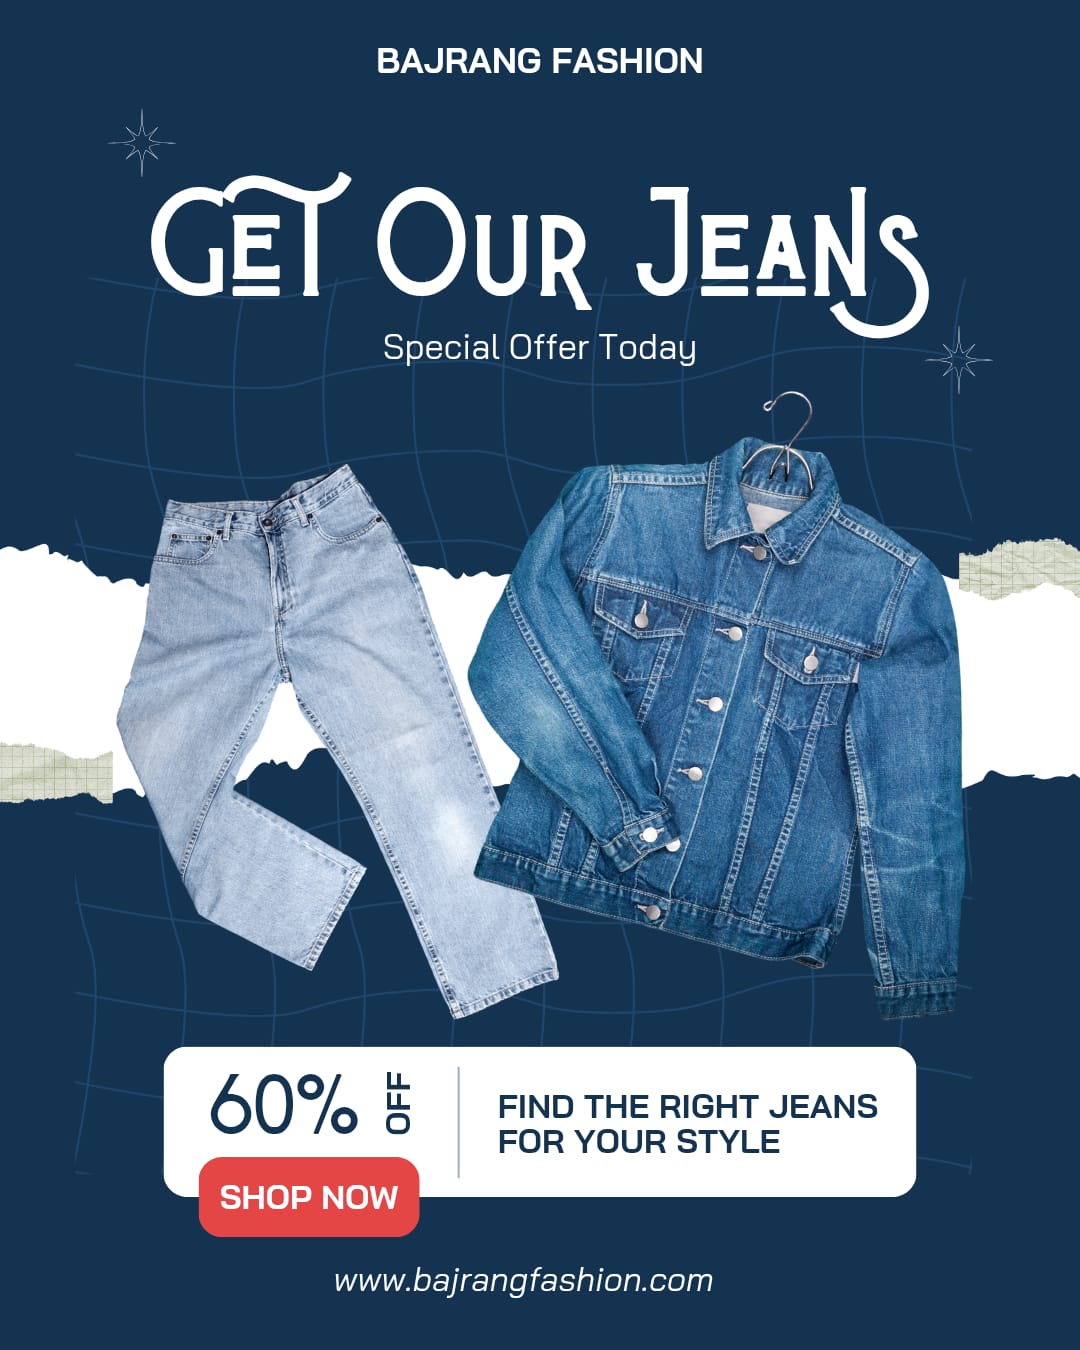 BAJRANG FASHION
GET OUR JEANS
Special Offer Today
60% OFF
FIND THE RIGHT JEANS
FOR YOUR STYLE
SHOP NOW
www.bajrangfashion.com